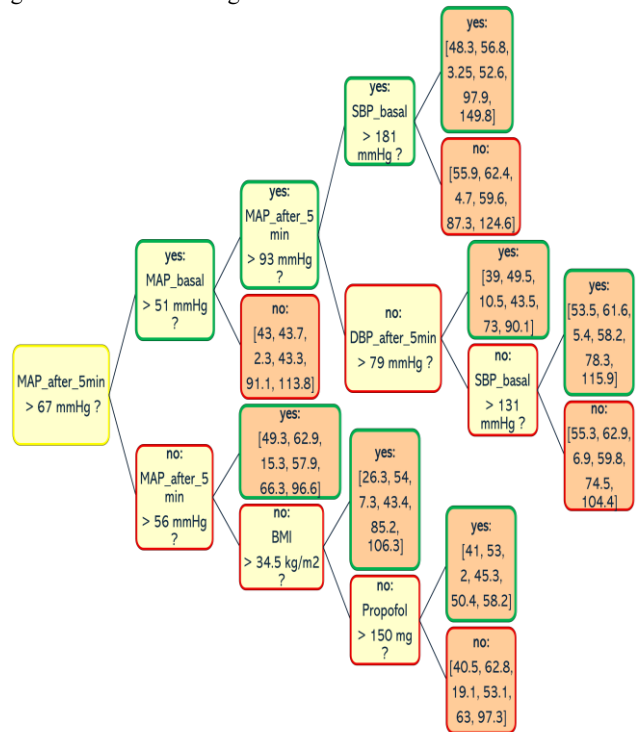 MAP_after_5min
> 67 mmHg ?
yes:
MAP_basal
> 51 mmHg
?
no:
MAP_after_5
min
> 56 mmHg
?
yes:
MAP_after_5
min
> 93 mmHg
?
no:
[43, 43.7,
2.3, 43.3,
91.1, 113.8]
yes:
[49.3, 62.9,
15.3, 57.9,
66.3, 96.6]
no:
BMI
> 34.5 kg/m2
?
yes:
SBP_basal
> 181
mmHg ?
no:
DBP_after_5min
> 79 mmHg ?
yes:
[26.3, 54,
7.3, 43.4,
85.2,
106.3]
no:
Propofol
> 150 mg
?
yes:
[48.3, 56.8,
3.25, 52.6,
97.9,
149.8]
no:
[55.9, 62.4,
4.7, 59.6,
87.3, 124.6]
yes:
[39, 49.5,
10.5, 43.5,
73, 90.1]
no:
SBP_basal
> 131
mmHg ?
yes:
[41, 53,
2, 45.3,
50.4, 58.2]
no:
[40.5, 62.8,
19.1, 53.1,
63, 97.3]
yes:
[53.5, 61.6,
5.4, 58.2,
78.3,
115.9]
no:
[55.3, 62.9,
6.9, 59.8,
74.5,
104.4]